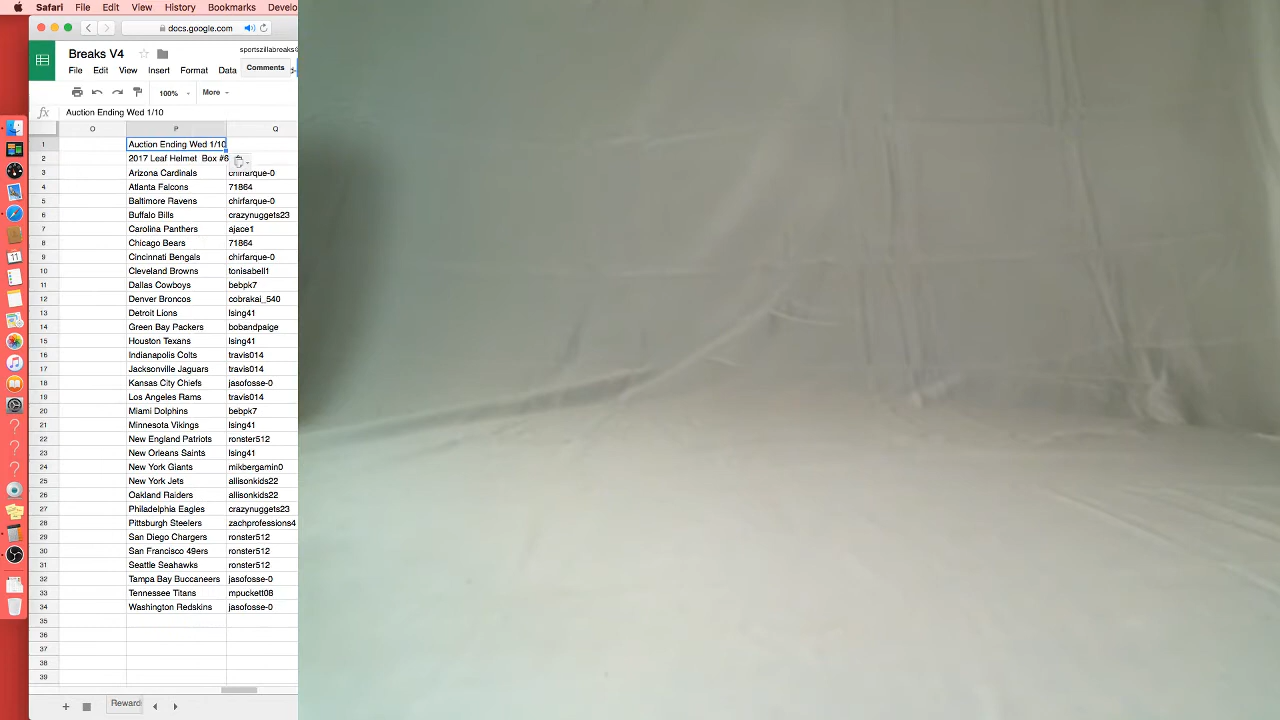 Safari File Edit View History Bookmarks Develo
docs.google.com
Breaks V4
sportszillabreaks@
File Edit View Insert Format Data
Comments
100% More
fx Auction Ending Wed 1/10
O P Q
1 Auction Ending Wed 1/10
2 2017 Leaf Helmet Box #6
3 Arizona Cardinals chirfarque-0
4 Atlanta Falcons 71864
5 Baltimore Ravens chirfarque-0
6 Buffalo Bills crazynuggets23
7 Carolina Panthers ajace1
8 Chicago Bears 71864
9 Cincinnati Bengals chirfarque-0
10 Cleveland Browns tonisabell1
11 Dallas Cowboys bebpk7
12 Denver Broncos cobrakai_540
13 Detroit Lions lsing41
14 Green Bay Packers bobandpaige
15 Houston Texans lsing41
16 Indianapolis Colts travis014
17 Jacksonville Jaguars travis014
18 Kansas City Chiefs jasofosse-0
19 Los Angeles Rams travis014
20 Miami Dolphins bebpk7
21 Minnesota Vikings lsing41
22 New England Patriots ronster512
23 New Orleans Saints lsing41
24 New York Giants mikbergamin0
25 New York Jets allisonkids22
26 Oakland Raiders allisonkids22
27 Philadelphia Eagles crazynuggets23
28 Pittsburgh Steelers zachprofessions4
29 San Diego Chargers ronster512
30 San Francisco 49ers ronster512
31 Seattle Seahawks ronster512
32 Tampa Bay Buccaneers jasofosse-0
33 Tennessee Titans mpuckett08
34 Washington Redskins jasofosse-0
35
36
37
38
39
Reward